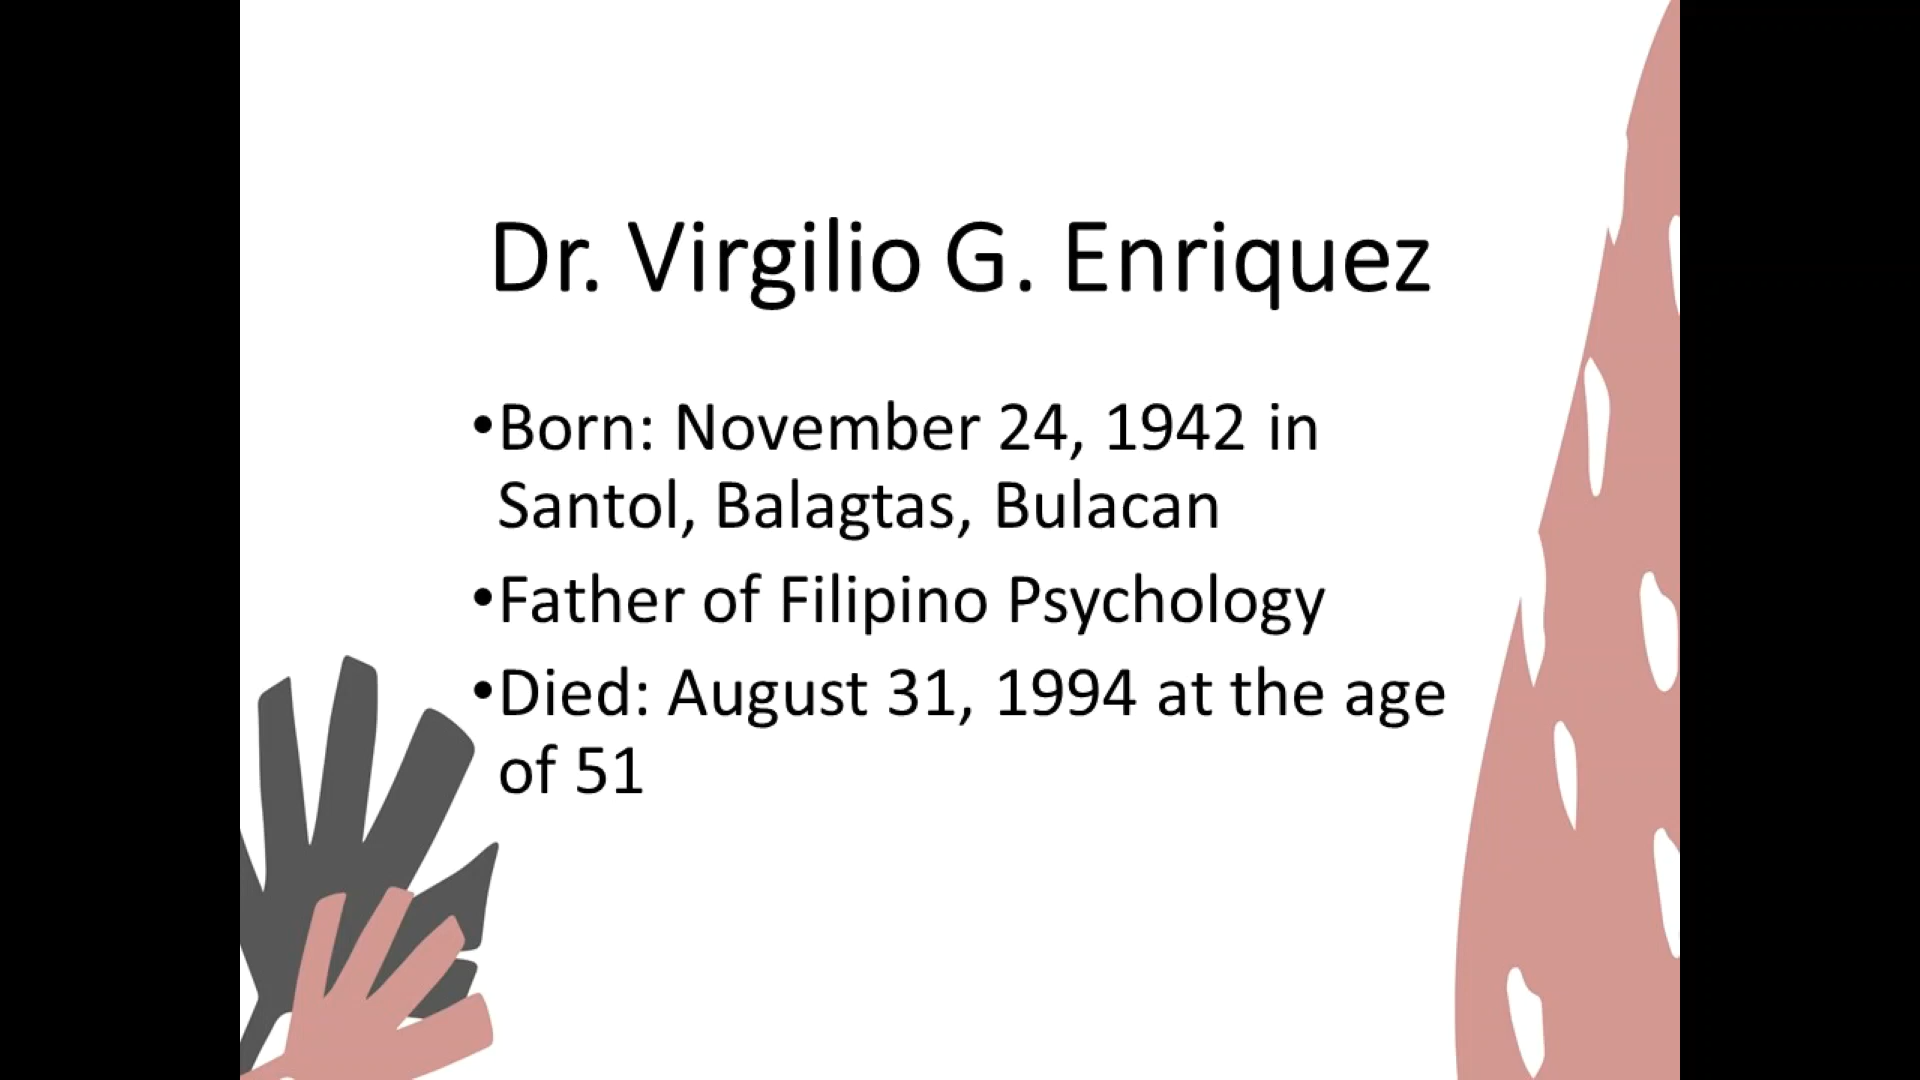 Dr. Virgilio G. Enriquez
•Born: November 24, 1942 in
Santol, Balagtas, Bulacan
•Father of Filipino Psychology
•Died: August 31, 1994 at the age
of 51